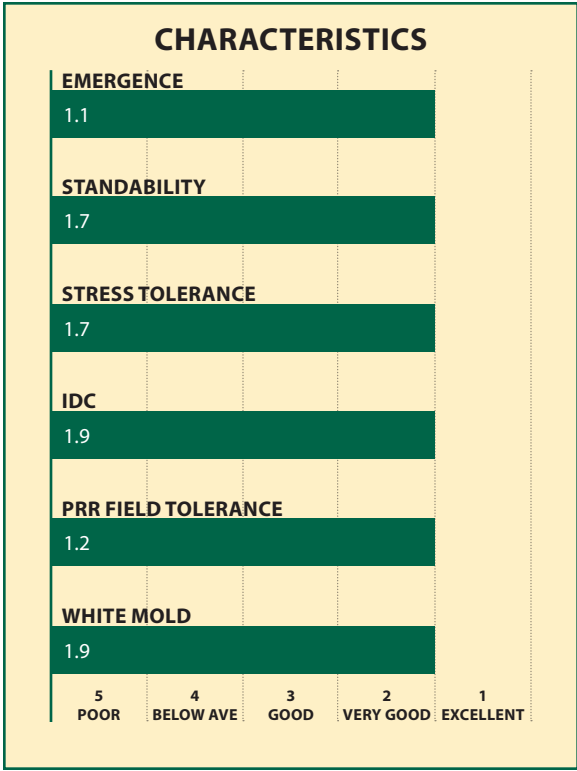 CHARACTERISTICS
EMERGENCE
1.1
STANDABILITY
1.7
STRESS TOLERANCE
1.7
IDC
1.9
PRR FIELD TOLERANCE
1.2
WHITE MOLD
1.9
5 4 3 2 1
POOR BELOW AVE GOOD VERY GOOD EXCELLENT